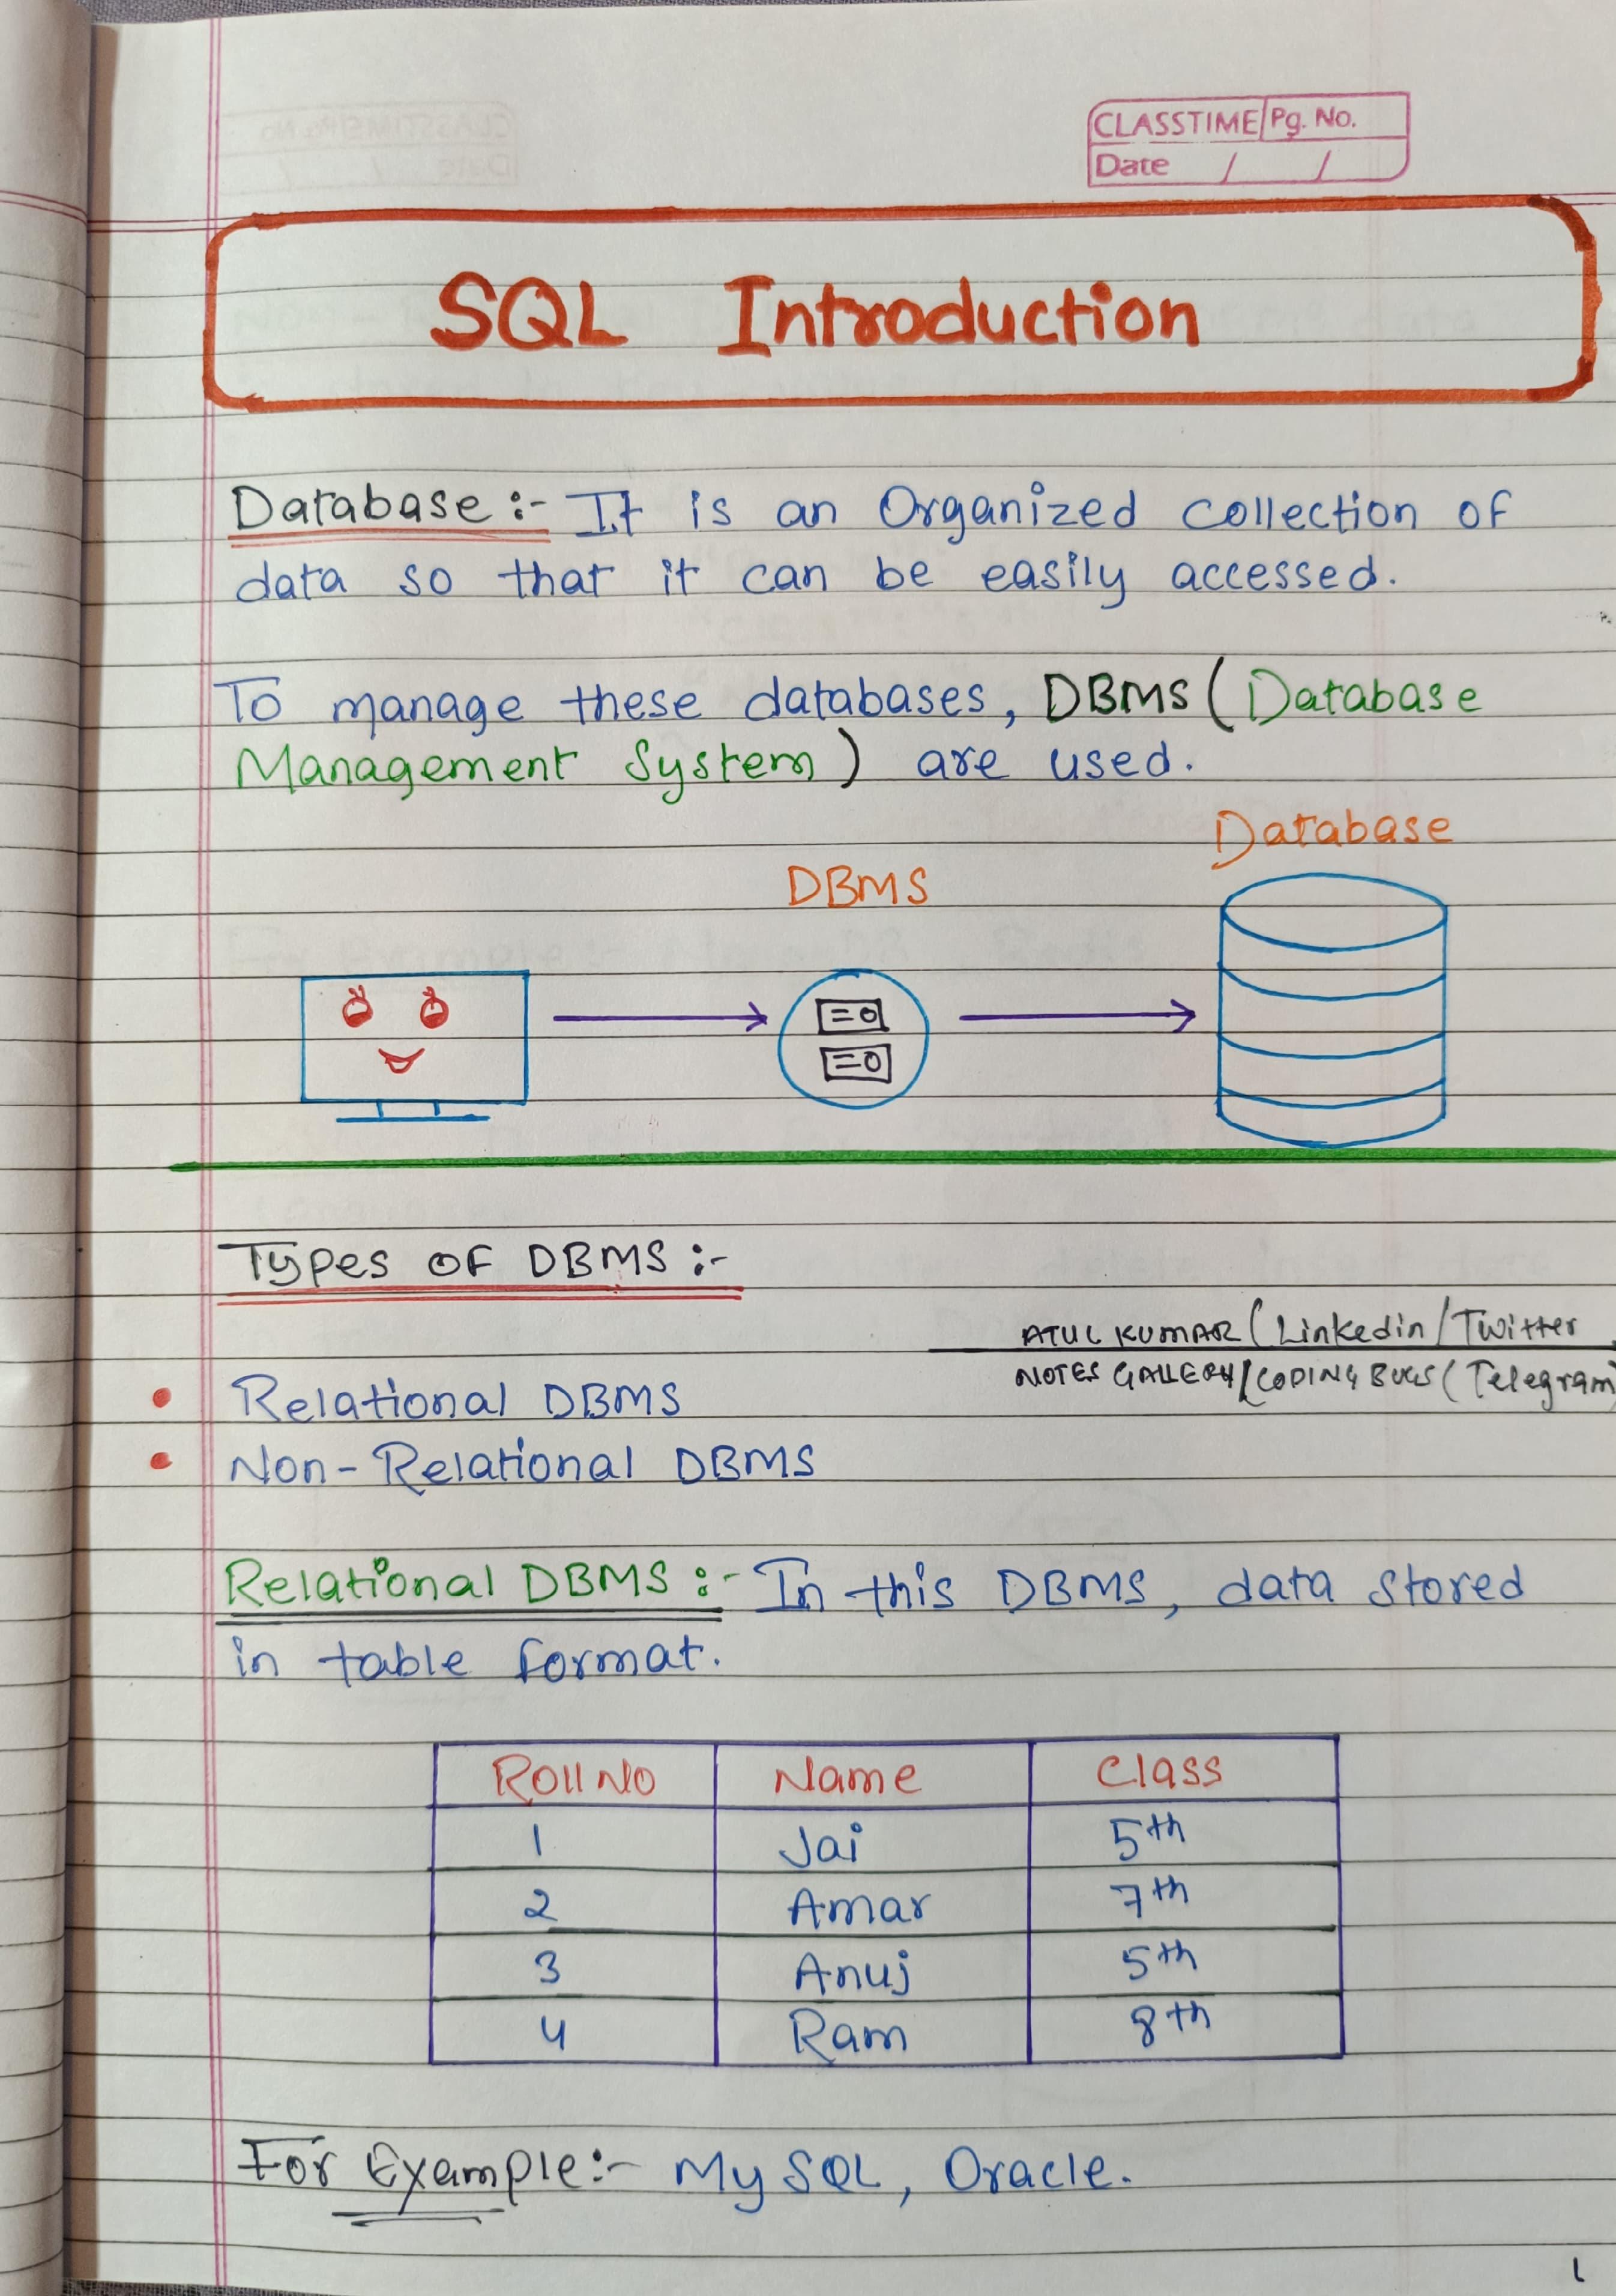 CLASSTIME Pg. No.
Date / /
SQL Introduction
Database :- It is an Organized collection of
data so that it can be easily accessed.
To manage these databases, DBMS (Database
Management System) are used.
Database
DBMS
Types OF DBMS :-
ATUL KUMAR (Linkedin/Twitter
NOTES GALLERY/CODING BUGS (Telegram)
• Relational DBMS
• Non-Relational DBMS
Relational DBMS :- In this DBMS, data stored
in table format.
Roll No Name Class
1 Jai 5th
2 Amar 7th
3 Anuj 5th
4 Ram 8th
For Example:- My SQL, Oracle.
1